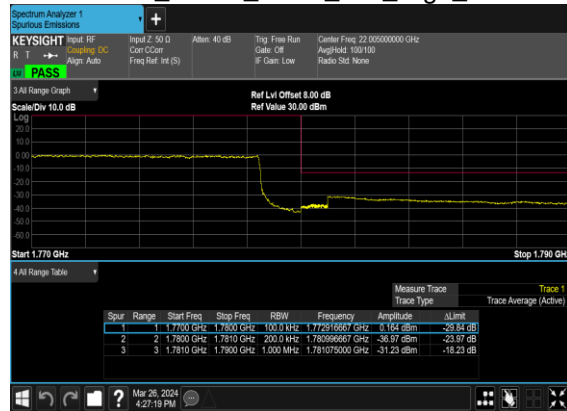 Spectrum Analyzer 1
Spurious Emissions
+
KEYSIGHT Input: RF Input Z: 50 Ω Atten: 40 dB Trig: Free Run Center Freq: 22.005000000 GHz
R T Coupling: DC Corr CCorr Gate: Off Avg|Hold: 100/100
Align: Auto Freq Ref: Int (S) IF Gain: Low Radio Std: None
PASS
3 All Range Graph
Ref Lvl Offset 8.00 dB
Scale/Div 10.0 dB Ref Value 30.00 dBm
Log
20.0
10.0
0.00
-10.0
-20.0
-30.0
-40.0
-50.0
-60.0
Start 1.770 GHz Stop 1.790 GHz
4 All Range Table
Measure Trace Trace 1
Trace Type Trace Average (Active)
Spur Range Start Freq Stop Freq RBW Frequency Amplitude ΔLimit
1 1 1.7700 GHz 1.7800 GHz 100.0 kHz 1.772916667 GHz 0.164 dBm -29.84 dB
2 2 1.7800 GHz 1.7810 GHz 200.0 kHz 1.780996667 GHz -36.97 dBm -23.97 dB
3 3 1.7810 GHz 1.7900 GHz 1.000 MHz 1.781075000 GHz -31.23 dBm -18.23 dB
? Mar 26, 2024
4:27:19 PM